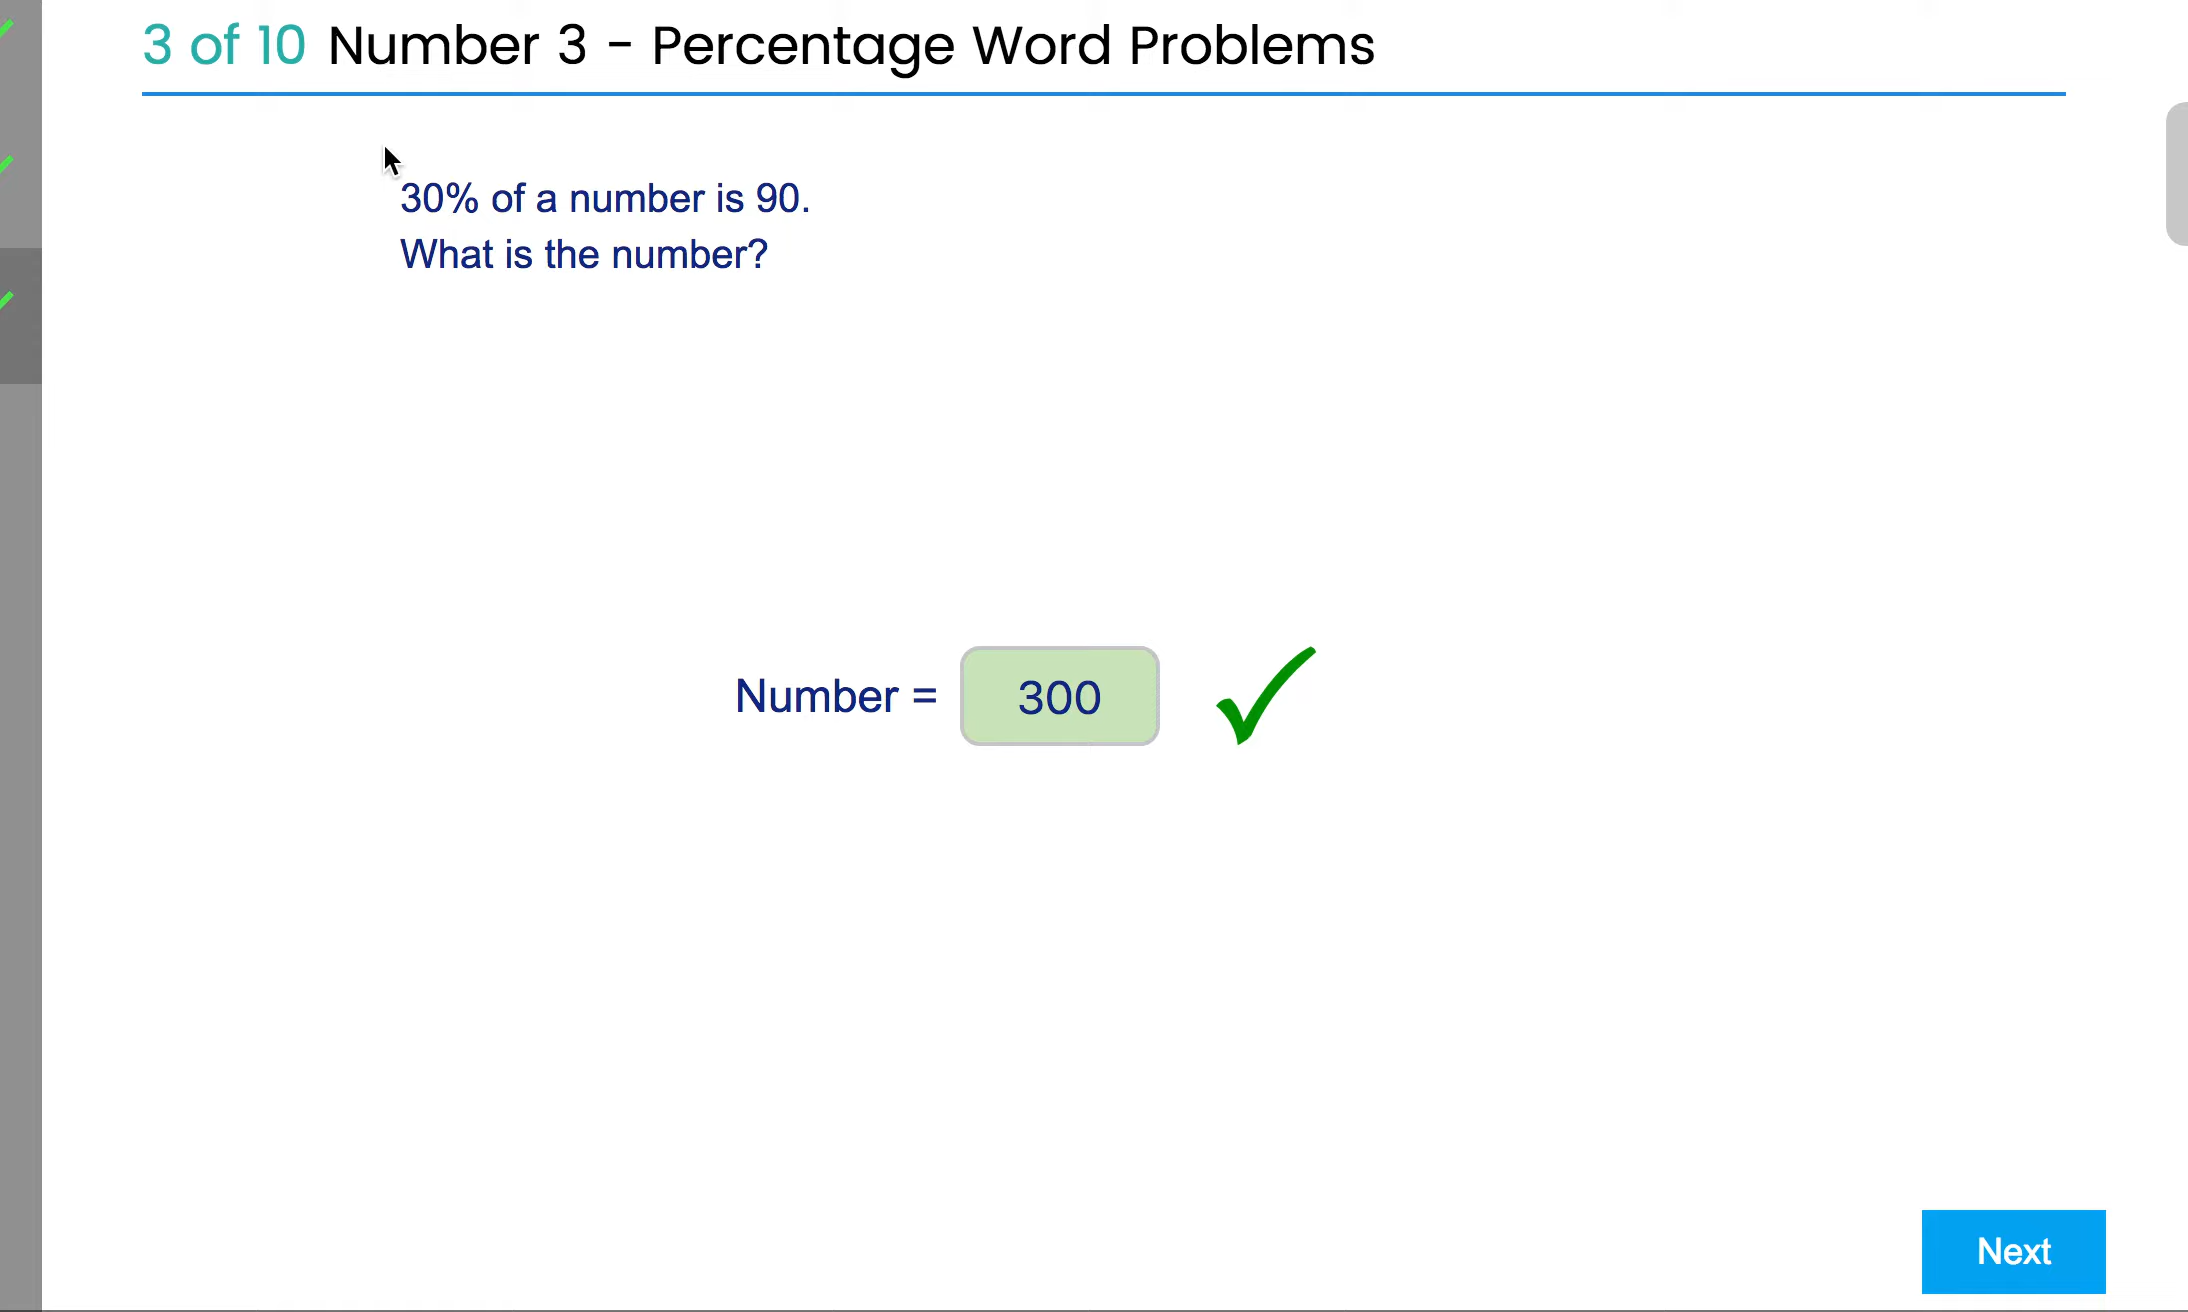 3 of 10 Number 3 - Percentage Word Problems
30% of a number is 90.
What is the number?
Number = 300
Next